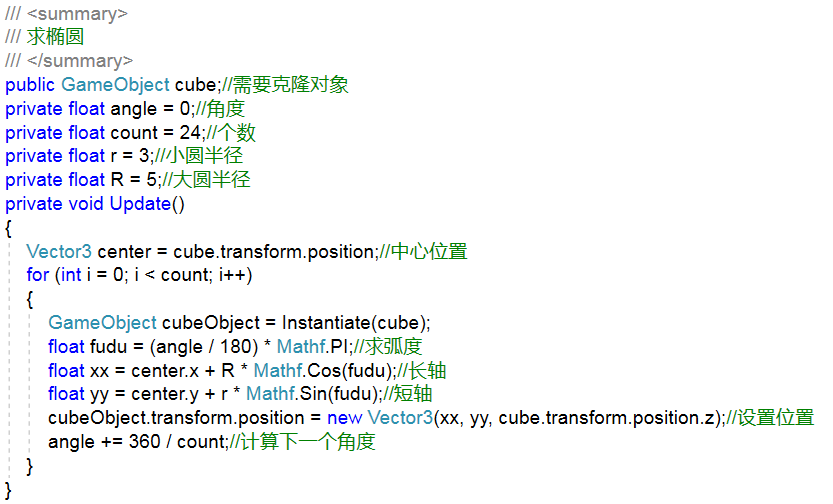 /// <summary>
/// 求椭圆
/// </summary>
public GameObject cube;//需要克隆对象
private float angle = 0;//角度
private float count = 24;//个数
private float r = 3;//小圆半径
private float R = 5;//大圆半径
private void Update()
{
Vector3 center = cube.transform.position;//中心位置
for (int i = 0; i < count; i++)
{
GameObject cubeObject = Instantiate(cube);
float fudu = (angle / 180) * Mathf.PI;//求弧度
float xx = center.x + R * Mathf.Cos(fudu);//长轴
float yy = center.y + r * Mathf.Sin(fudu);//短轴
cubeObject.transform.position = new Vector3(xx, yy, cube.transform.position.z);//设置位置
angle += 360 / count;//计算下一个角度
}
}